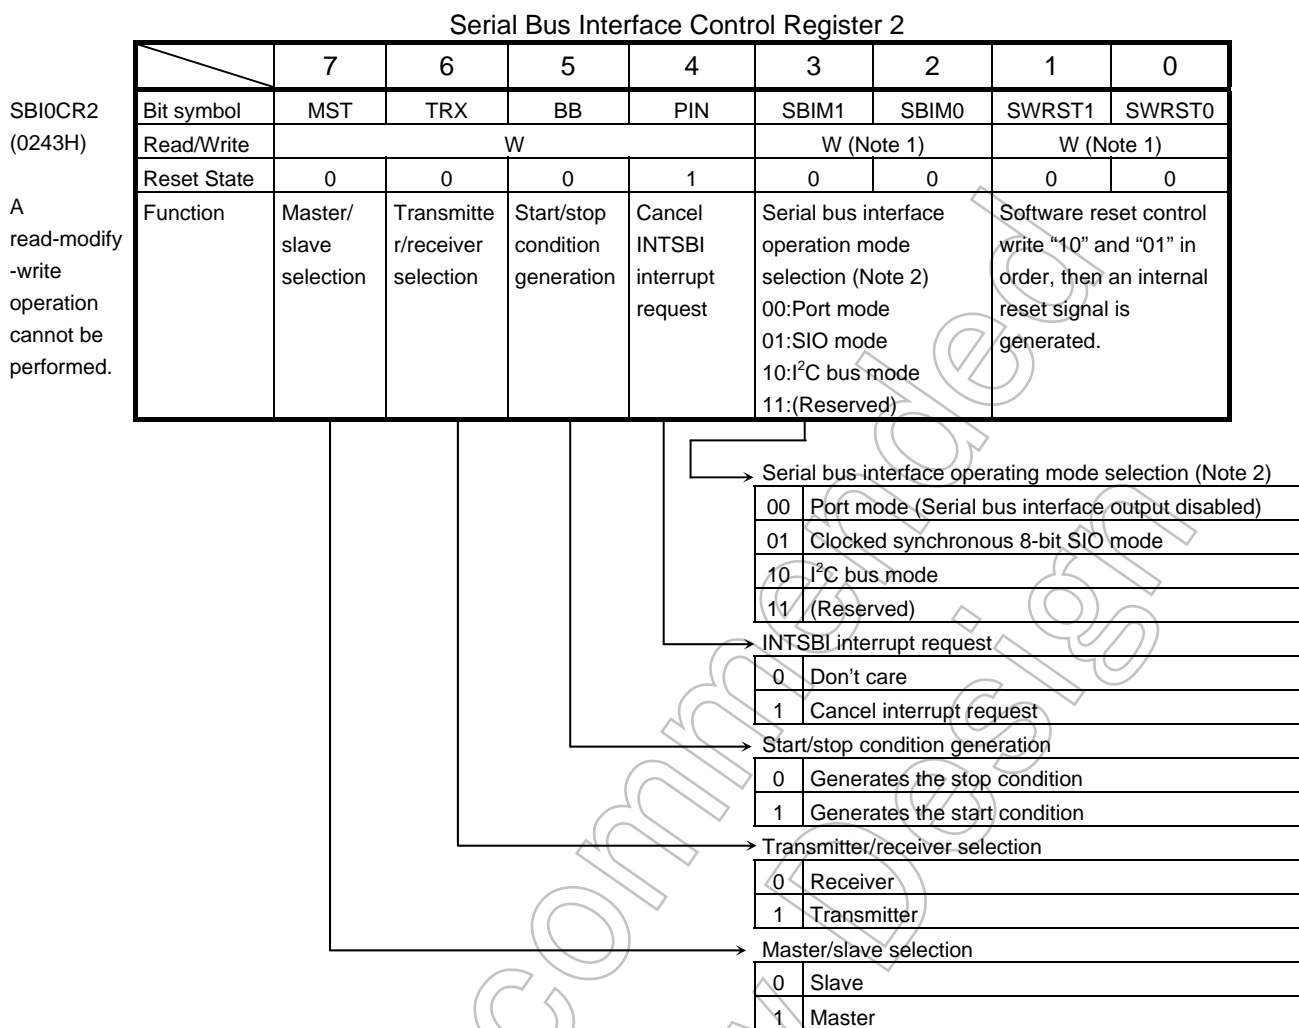 Serial Bus Interface Control Register 2
7 6 5 4 3 2 1 0
SBI0CR2 Bit symbol MST TRX BB PIN SBIM1 SBIM0 SWRST1 SWRST0
(0243H) Read/Write W W (Note 1) W (Note 1)
Reset State 0 0 0 1 0 0 0 0
A
read-modify
-write
operation
cannot be
performed.
Function
Master/
slave
selection
Transmitte
r/receiver
selection
Start/stop
condition
generation
Cancel
INTSBI
interrupt
request
Serial bus interface
operation mode
selection (Note 2)
00:Port mode
01:SIO mode
10:I²C bus mode
11:(Reserved)
Software reset control
write “10” and “01” in
order, then an internal
reset signal is
generated.
Serial bus interface operating mode selection (Note 2)
00 Port mode (Serial bus interface output disabled)
01 Clocked synchronous 8-bit SIO mode
10 I²C bus mode
11 (Reserved)
INTSBI interrupt request
0 Don’t care
1 Cancel interrupt request
Start/stop condition generation
0 Generates the stop condition
1 Generates the start condition
Transmitter/receiver selection
0 Receiver
1 Transmitter
Master/slave selection
0 Slave
1 Master